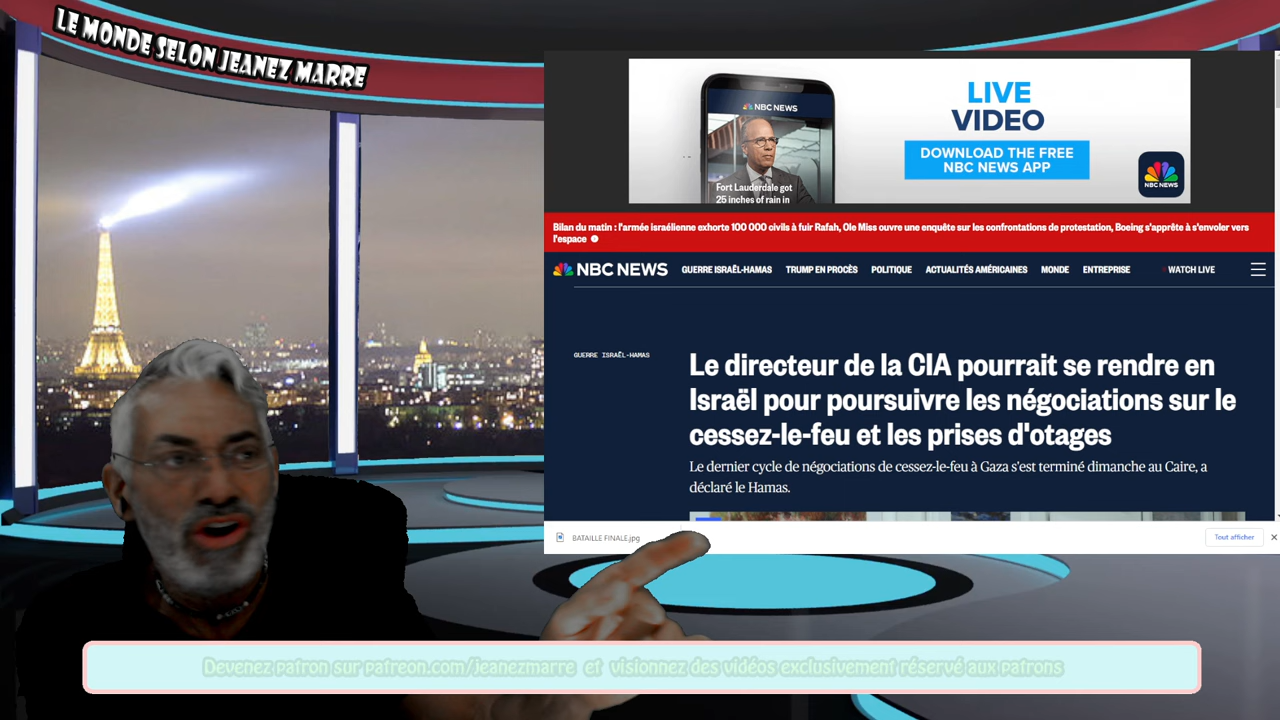 LE MONDE SELON JEANEZ MARRE
NBC NEWS
Fort Lauderdale got
25 inches of rain in
LIVE
VIDEO
DOWNLOAD THE FREE
NBC NEWS APP
NBC NEWS
Bilan du matin : l'armée israélienne exhorte 100 000 civils à fuir Rafah, Ole Miss ouvre une enquête sur les confrontations de protestation, Boeing s'apprête à s'envoler vers
l'espace
NBC NEWS GUERRE ISRAËL-HAMAS TRUMP EN PROCÈS POLITIQUE ACTUALITÉS AMÉRICAINES MONDE ENTREPRISE WATCH LIVE
GUERRE ISRAËL-HAMAS
Le directeur de la CIA pourrait se rendre en
Israël pour poursuivre les négociations sur le
cessez-le-feu et les prises d'otages
Le dernier cycle de négociations de cessez-le-feu à Gaza s'est terminé dimanche au Caire, a
déclaré le Hamas.
BATAILLE FINALE.jpg
Tout afficher
Devenez patron sur patreon.com/jeanezmarre et visionnez des vidéos exclusivement réservé aux patrons